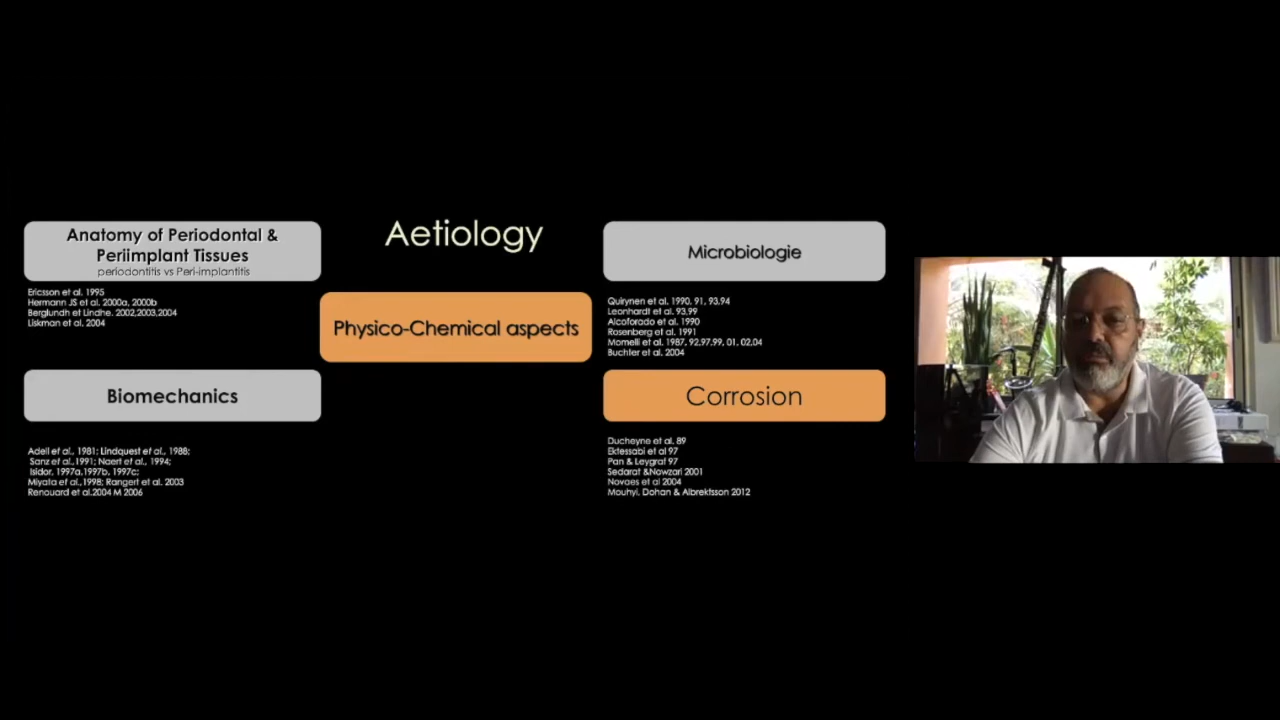 Aetiology
Anatomy of Periodontal &
Periimplant Tissues
periodontitis vs Peri-implantitis
Ericsson et al. 1995
Hermann JS et al. 2000a, 2000b
Berglundh et Lindhe. 2002,2003,2004
Liskman et al. 2004
Physico-Chemical aspects
Microbiologie
Quirynen et al. 1990, 91, 93,94
Leonhardt et al. 93,99
Alcoforado et al. 1990
Rosenberg et al. 1991
Momelli et al. 1987, 92,97,99, 01, 02,04
Buchter et al. 2004
Biomechanics
Adell et al., 1981; Lindquest et al., 1988;
Sanz et al.,1991; Naert et al., 1994;
Isidor, 1997a,1997b, 1997c;
Miyata et al.,1998; Rangert et al. 2003
Renouard et al.2004 M 2006
Corrosion
Ducheyne et al. 89
Ektessabi et al 97
Pan & Leygraf 97
Sedarat &Nowzari 2001
Novaes et al 2004
Mouhyi, Dohan & Albrektsson 2012